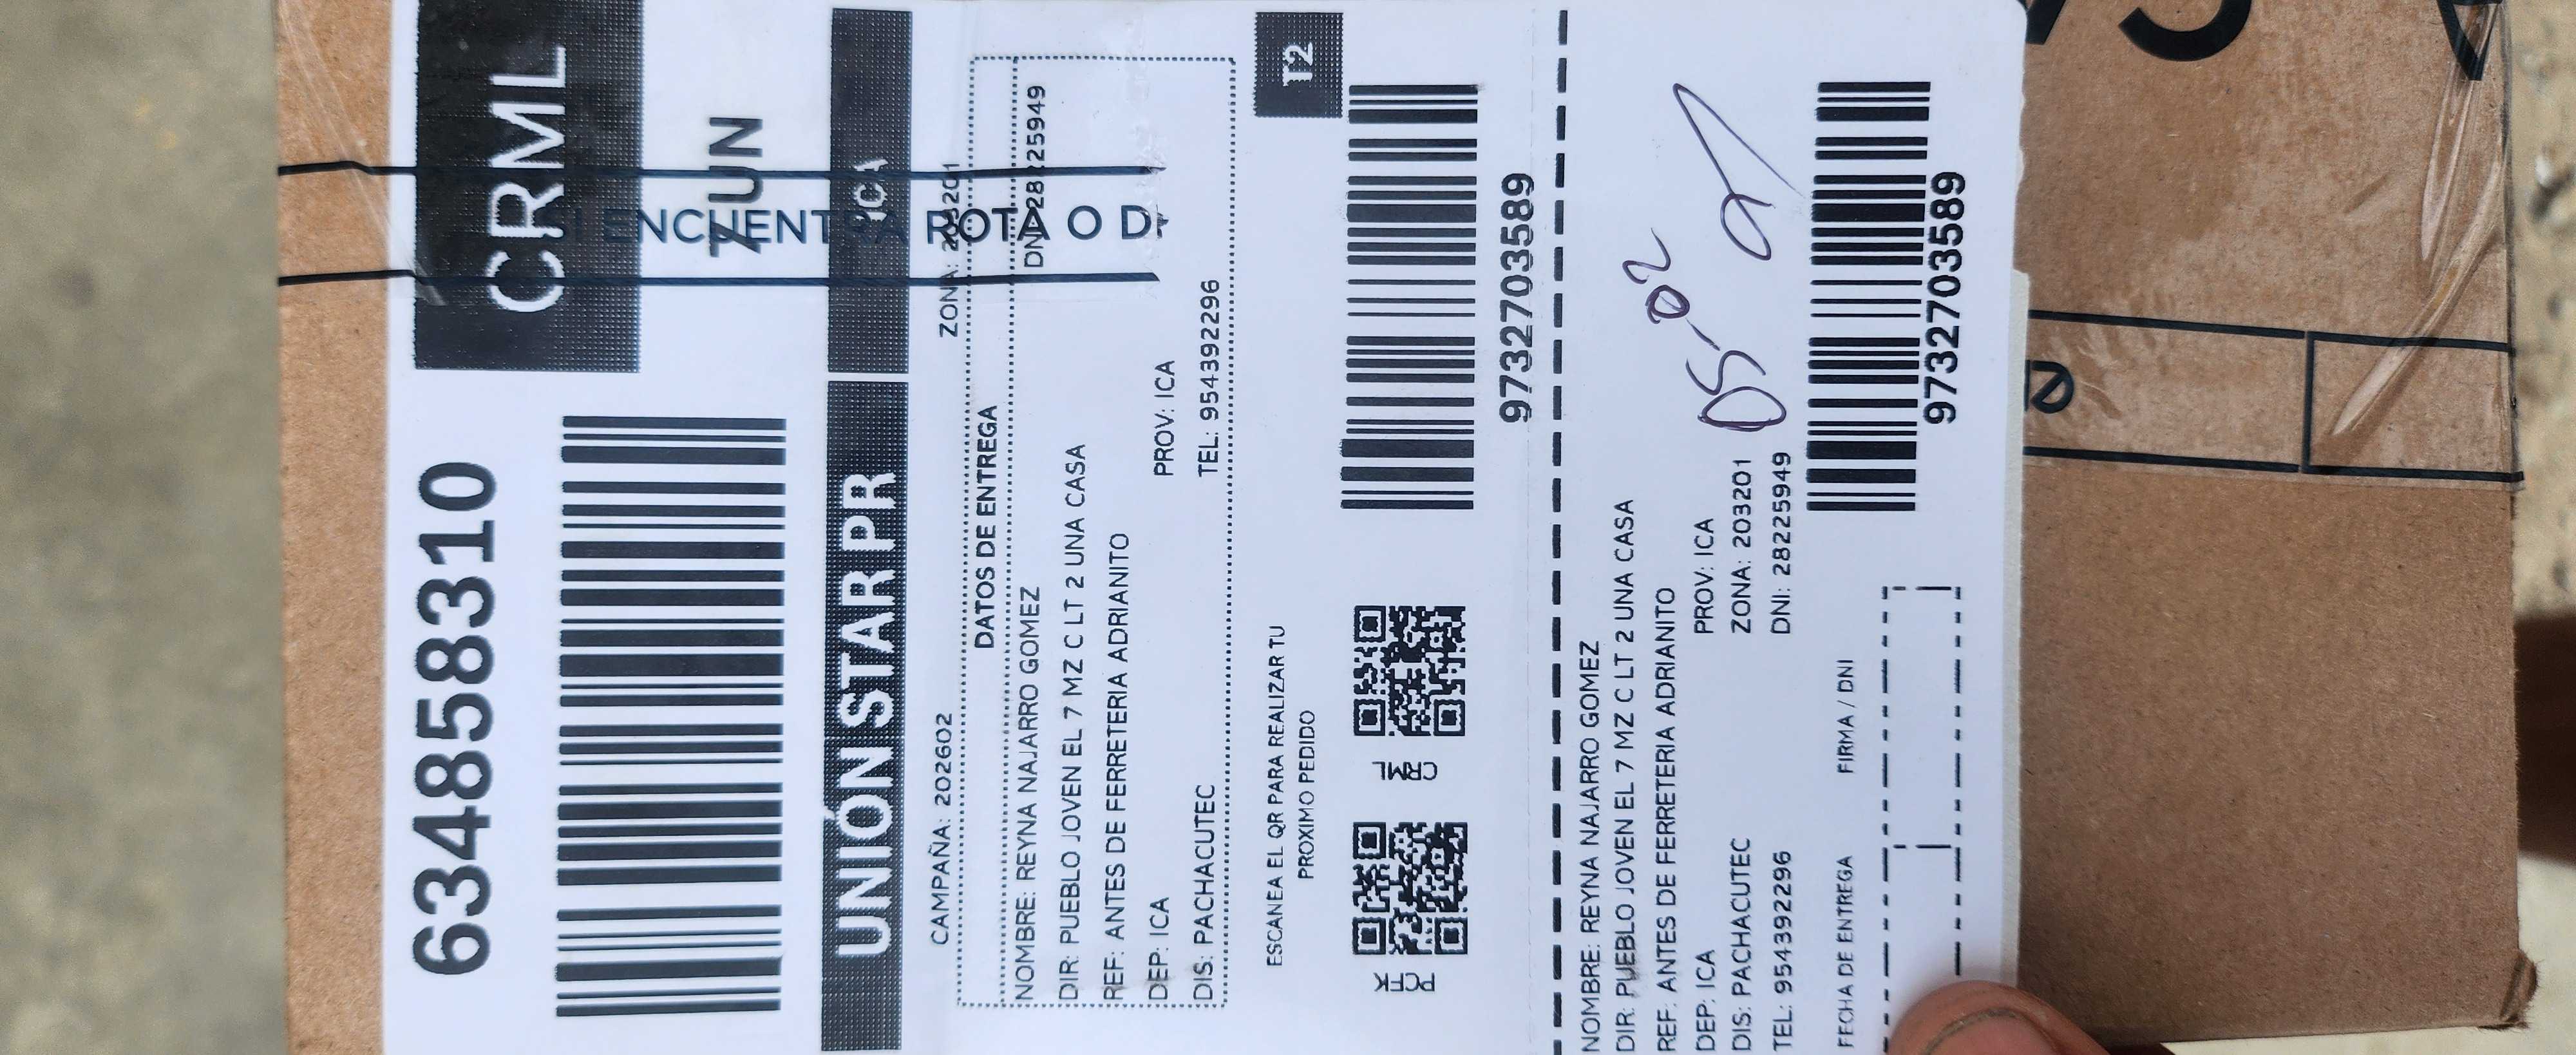 634858310
CRML
7 UN
UNIÓN STAR PR
ICA
CAMPAÑA: 202602
ZONA: 203201
ENCUENTRA ROTA O D
DATOS DE ENTREGA
NOMBRE: REYNA NAJARRO GOMEZ
DNI: 28225949
DIR: PUEBLO JOVEN EL 7 MZ C LT 2 UNA CASA
REF: ANTES DE FERRETERIA ADRIANITO
DEP: ICA
PROV: ICA
DIS: PACHACUTEC
TEL: 954392296
T2
ESCANEA EL QR PARA REALIZAR TU
PROXIMO PEDIDO
PCFK
CRML
9732703589
NOMBRE: REYNA NAJARRO GOMEZ
DIR: PUEBLO JOVEN EL 7 MZ C LT 2 UNA CASA
REF: ANTES DE FERRETERIA ADRIANITO
DEP: ICA
PROV: ICA
DIS: PACHACUTEC
ZONA: 203201
TEL: 954392296
DNI: 28225949
05-02
FECHA DE ENTREGA
FIRMA / DNI
9732703589